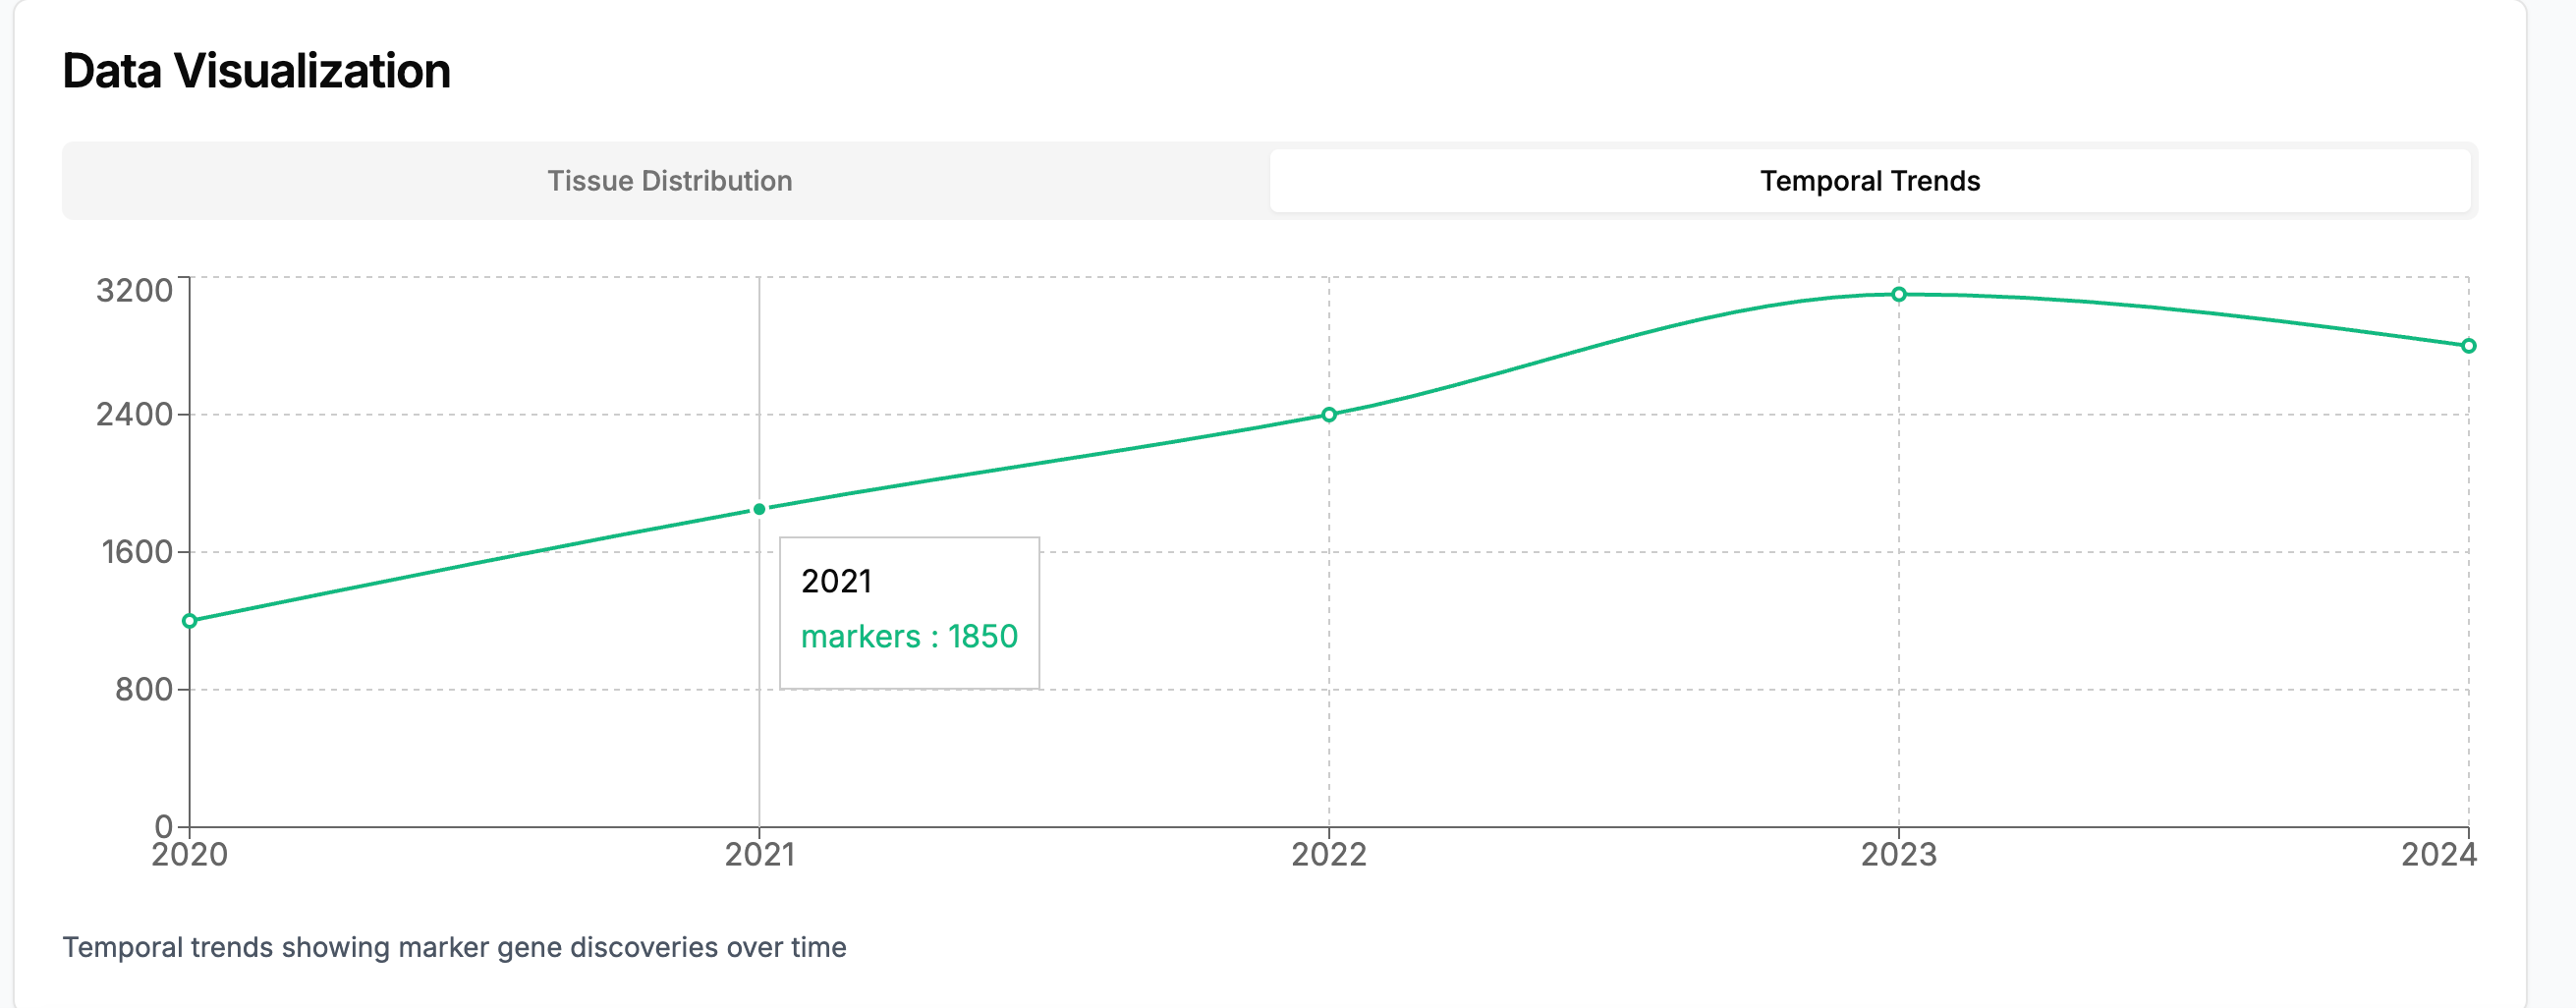 Data Visualization
Tissue Distribution
Temporal Trends
3200
2400
1600
800
0
2021
markers : 1850
2020
2021
2022
2023
2024
Temporal trends showing marker gene discoveries over time